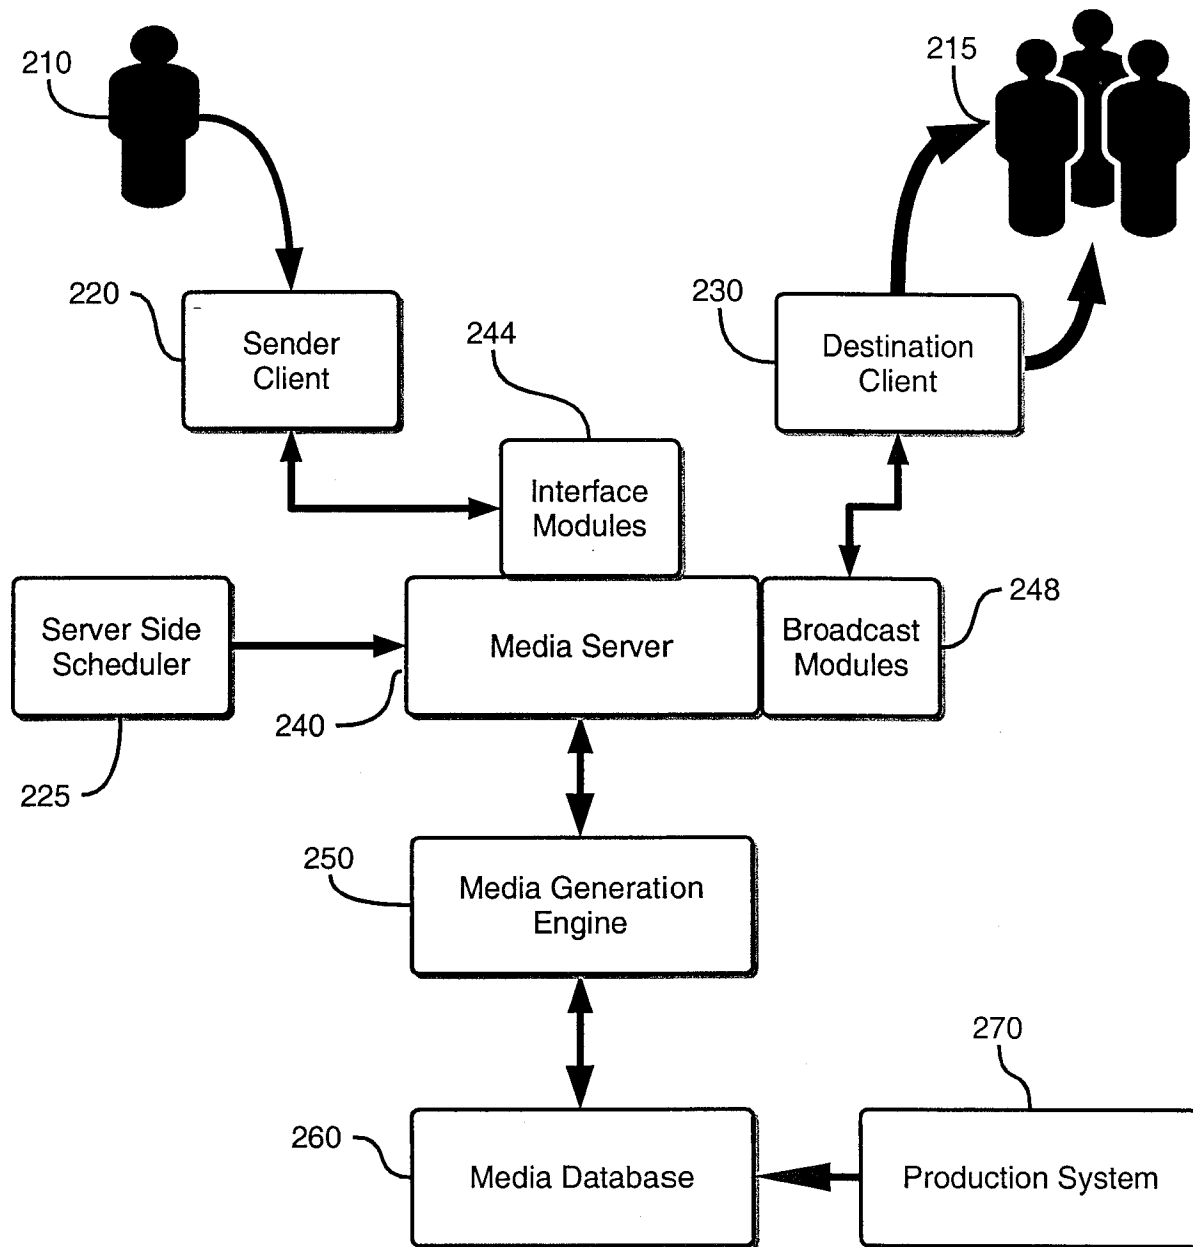 210
215
220
Sender
Client
244
230
Destination
Client
Interface
Modules
Server Side
Scheduler
Media Server
Broadcast
Modules
248
240
225
250
Media Generation
Engine
270
260
Media Database
Production System